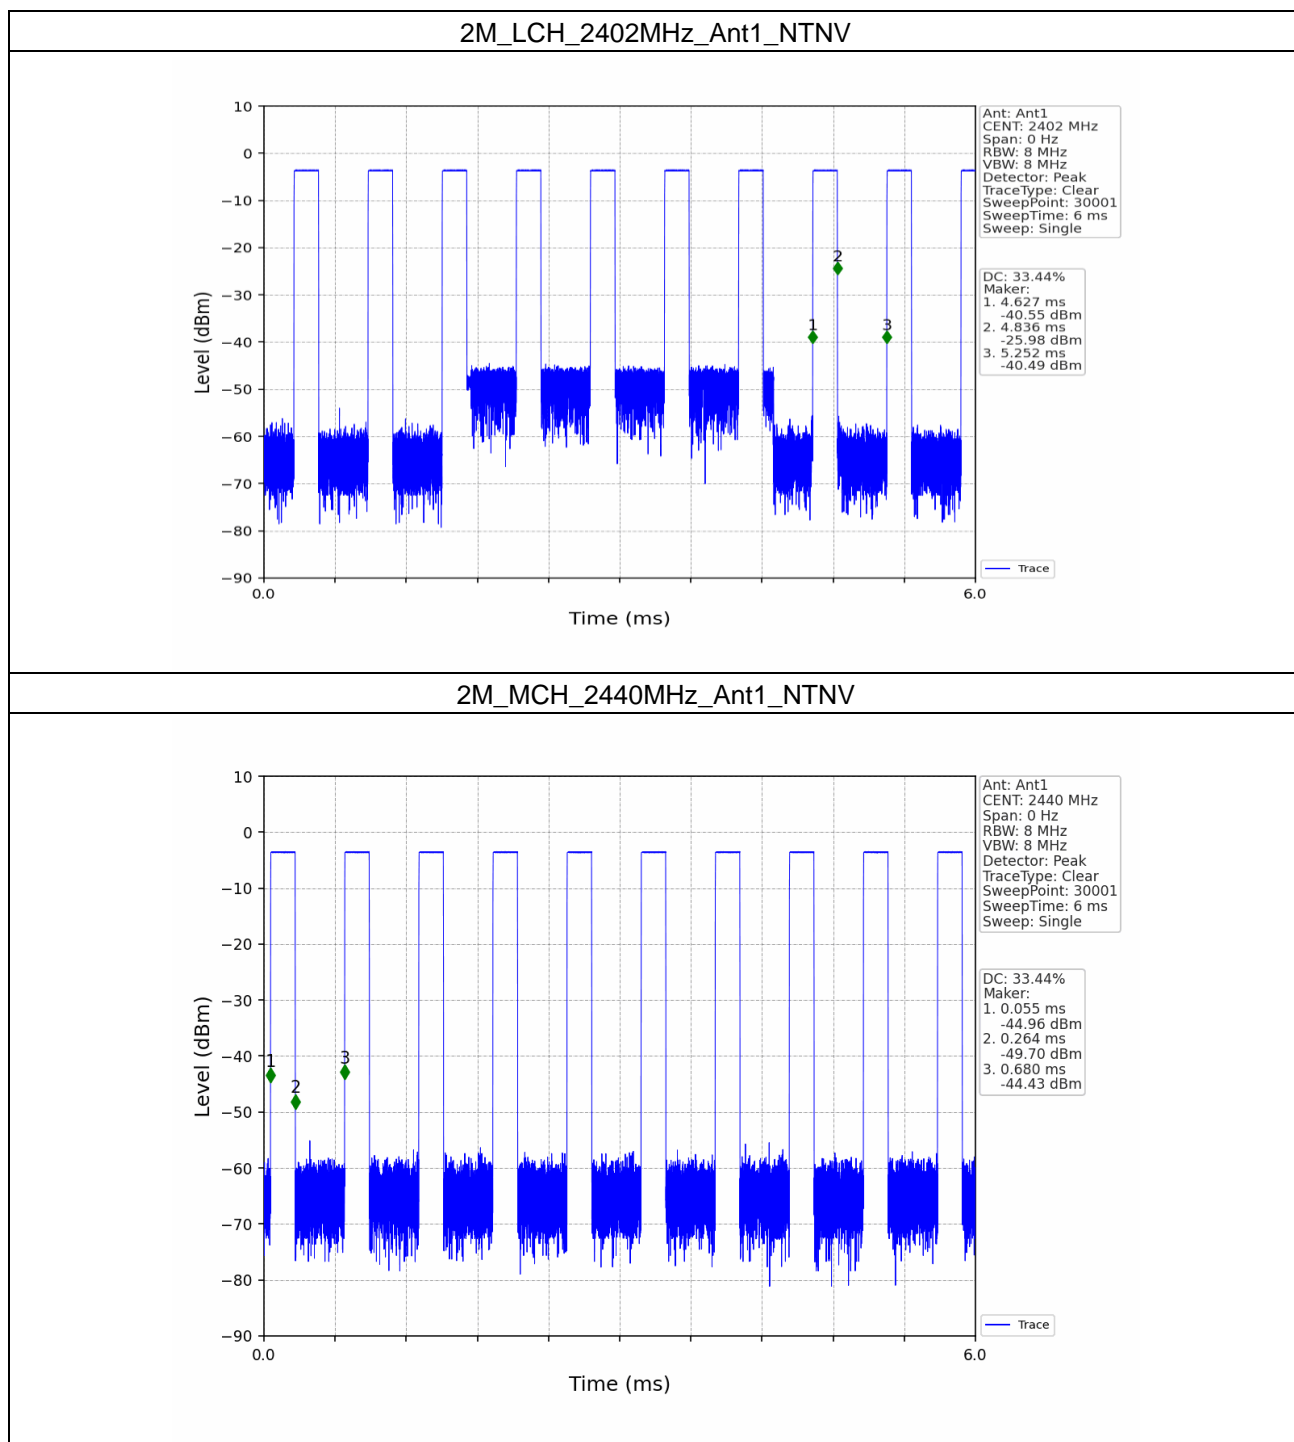 2M_LCH_2402MHz_Ant1_NTNV
10
0
−10
−20
−30
−40
−50
−60
−70
−80
−90
Level (dBm)
0.0
6.0
Time (ms)
1
2
3
Ant: Ant1
CENT: 2402 MHz
Span: 0 Hz
RBW: 8 MHz
VBW: 8 MHz
Detector: Peak
TraceType: Clear
SweepPoint: 30001
SweepTime: 6 ms
Sweep: Single
DC: 33.44%
Maker:
1. 4.627 ms
-40.55 dBm
2. 4.836 ms
-25.98 dBm
3. 5.252 ms
-40.49 dBm
Trace
2M_MCH_2440MHz_Ant1_NTNV
10
0
−10
−20
−30
−40
−50
−60
−70
−80
−90
Level (dBm)
0.0
6.0
Time (ms)
1
2
3
Ant: Ant1
CENT: 2440 MHz
Span: 0 Hz
RBW: 8 MHz
VBW: 8 MHz
Detector: Peak
TraceType: Clear
SweepPoint: 30001
SweepTime: 6 ms
Sweep: Single
DC: 33.44%
Maker:
1. 0.055 ms
-44.96 dBm
2. 0.264 ms
-49.70 dBm
3. 0.680 ms
-44.43 dBm
Trace